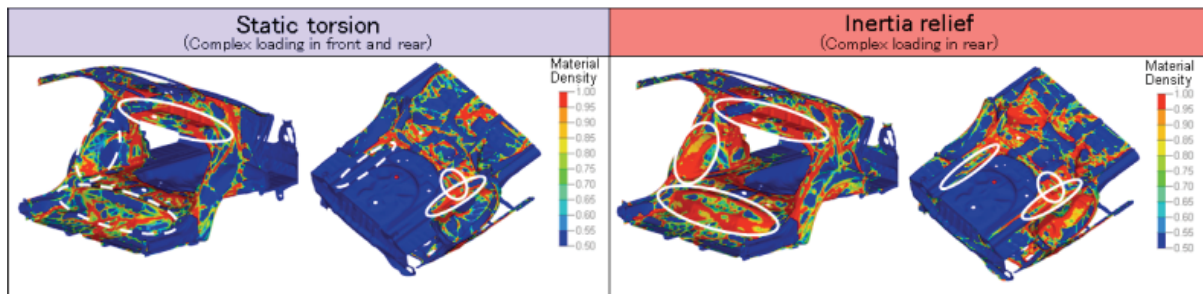 Static torsion
(Complex loading in front and rear)
Inertia relief
(Complex loading in rear)
Material
Density
1.00
0.95
0.90
0.85
0.80
0.75
0.70
0.65
0.60
0.55
0.50
Material
Density
1.00
0.95
0.90
0.85
0.80
0.75
0.70
0.65
0.60
0.55
0.50